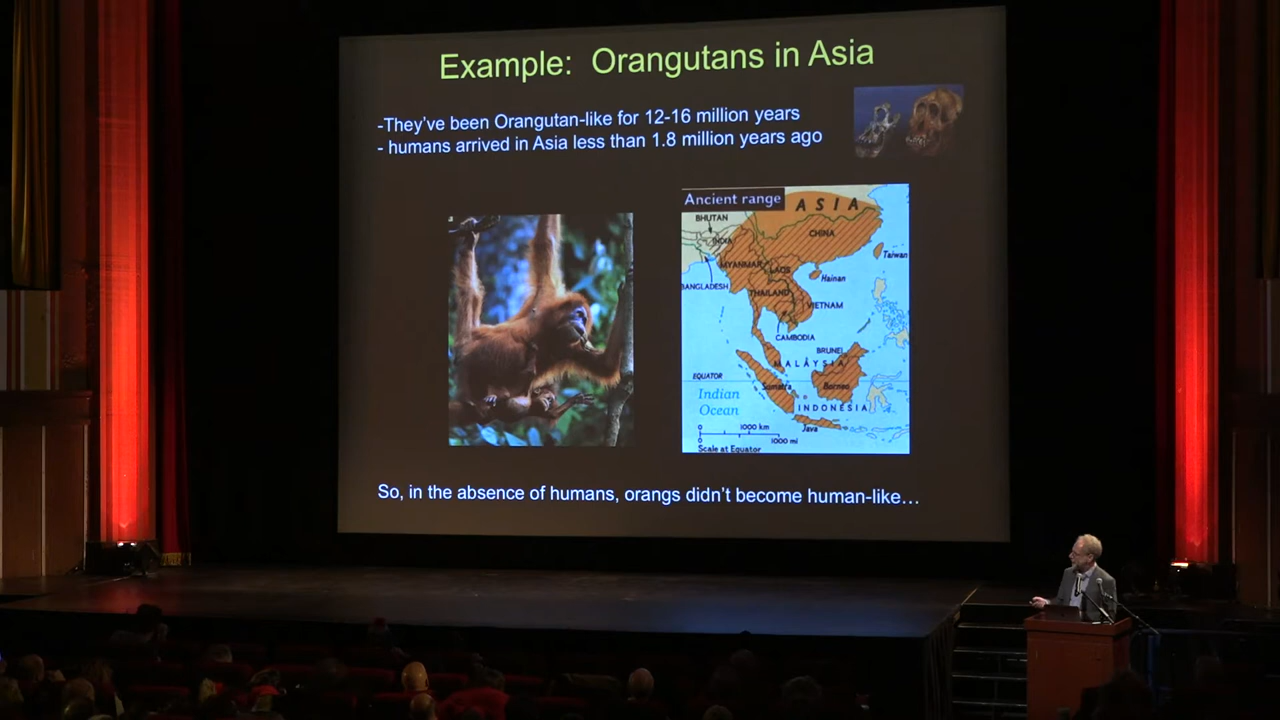 Example: Orangutans in Asia
-They've been Orangutan-like for 12-16 million years
- humans arrived in Asia less than 1.8 million years ago
Ancient range
ASIA
BHUTAN
CHINA
INDIA
Taiwan
MYANMAR
LAOS
BANGLADESH
Hainan
THAILAND
VIETNAM
CAMBODIA
BRUNEI
MALAYSIA
EQUATOR
Sumatra
Borneo
Indian
Ocean
INDONESIA
Java
0 1000 km
0 1000 mi
Scale at Equator
So, in the absence of humans, orangs didn't become human-like…